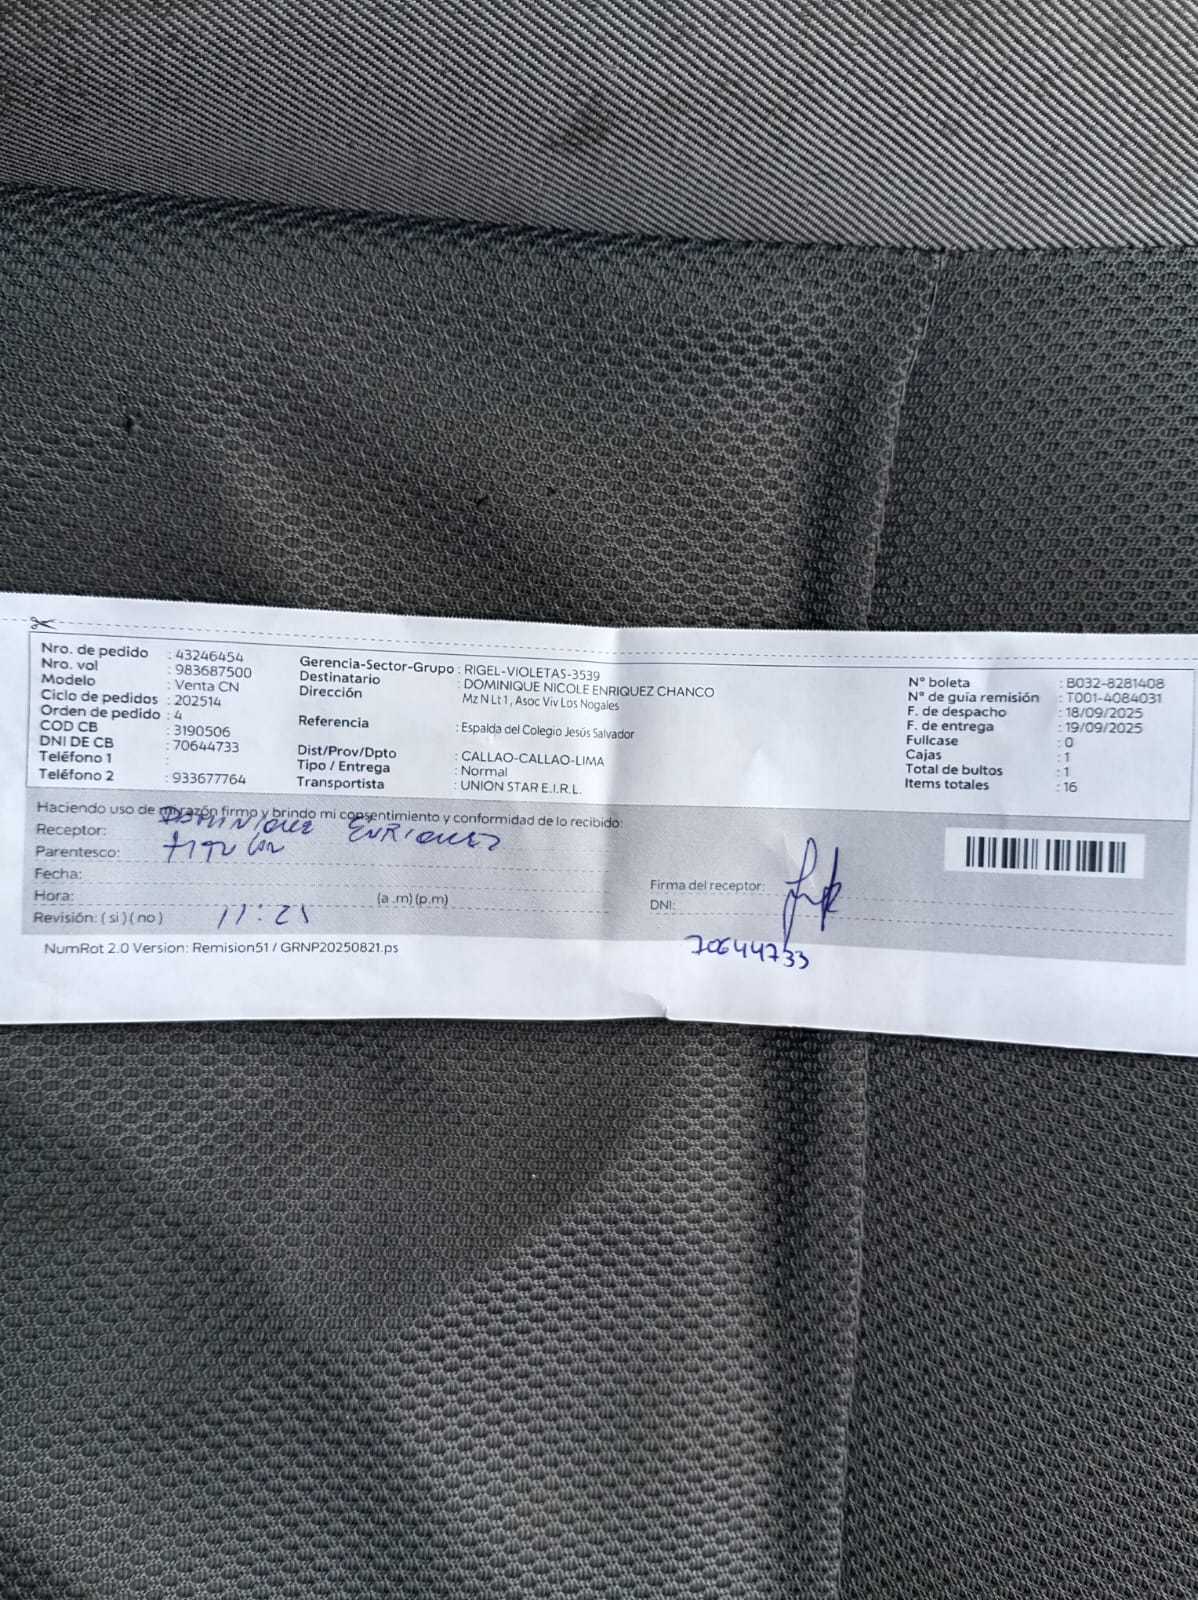 Nro. de pedido : 43246454
Nro. vol : 983687500
Modelo : Venta CN
Ciclo de pedidos : 202514
Orden de pedido : 4
COD CB : 3190506
DNI DE CB : 70644733
Teléfono 1 :
Teléfono 2 : 933677764
Gerencia-Sector-Grupo : RIGEL-VIOLETAS-3539
Destinatario : DOMINIQUE NICOLE ENRIQUEZ CHANCO
Dirección Mz N Lt 1 , Asoc Viv Los Nogales
Referencia : Espalda del Colegio Jesús Salvador
Dist/Prov/Dpto : CALLAO-CALLAO-LIMA
Tipo / Entrega : Normal
Transportista : UNION STAR E.I.R.L.
N° boleta : B032-8281408
N° de guía remisión : T001-4084031
F. de despacho : 18/09/2025
F. de entrega : 19/09/2025
Fullcase : 0
Cajas : 1
Total de bultos : 1
Items totales : 16
Haciendo uso de mi razón firmo y brindo mi consentimiento y conformidad de lo recibido:
Receptor: DOMINIQUE ENRIQUEZ
Parentesco: TITULAR
Fecha:
Hora: (a .m) (p.m)
Revisión: ( si ) ( no ) 11:21
Firma del receptor:
DNI:
70644733
NumRot 2.0 Version: Remision51 / GRNP20250821.ps